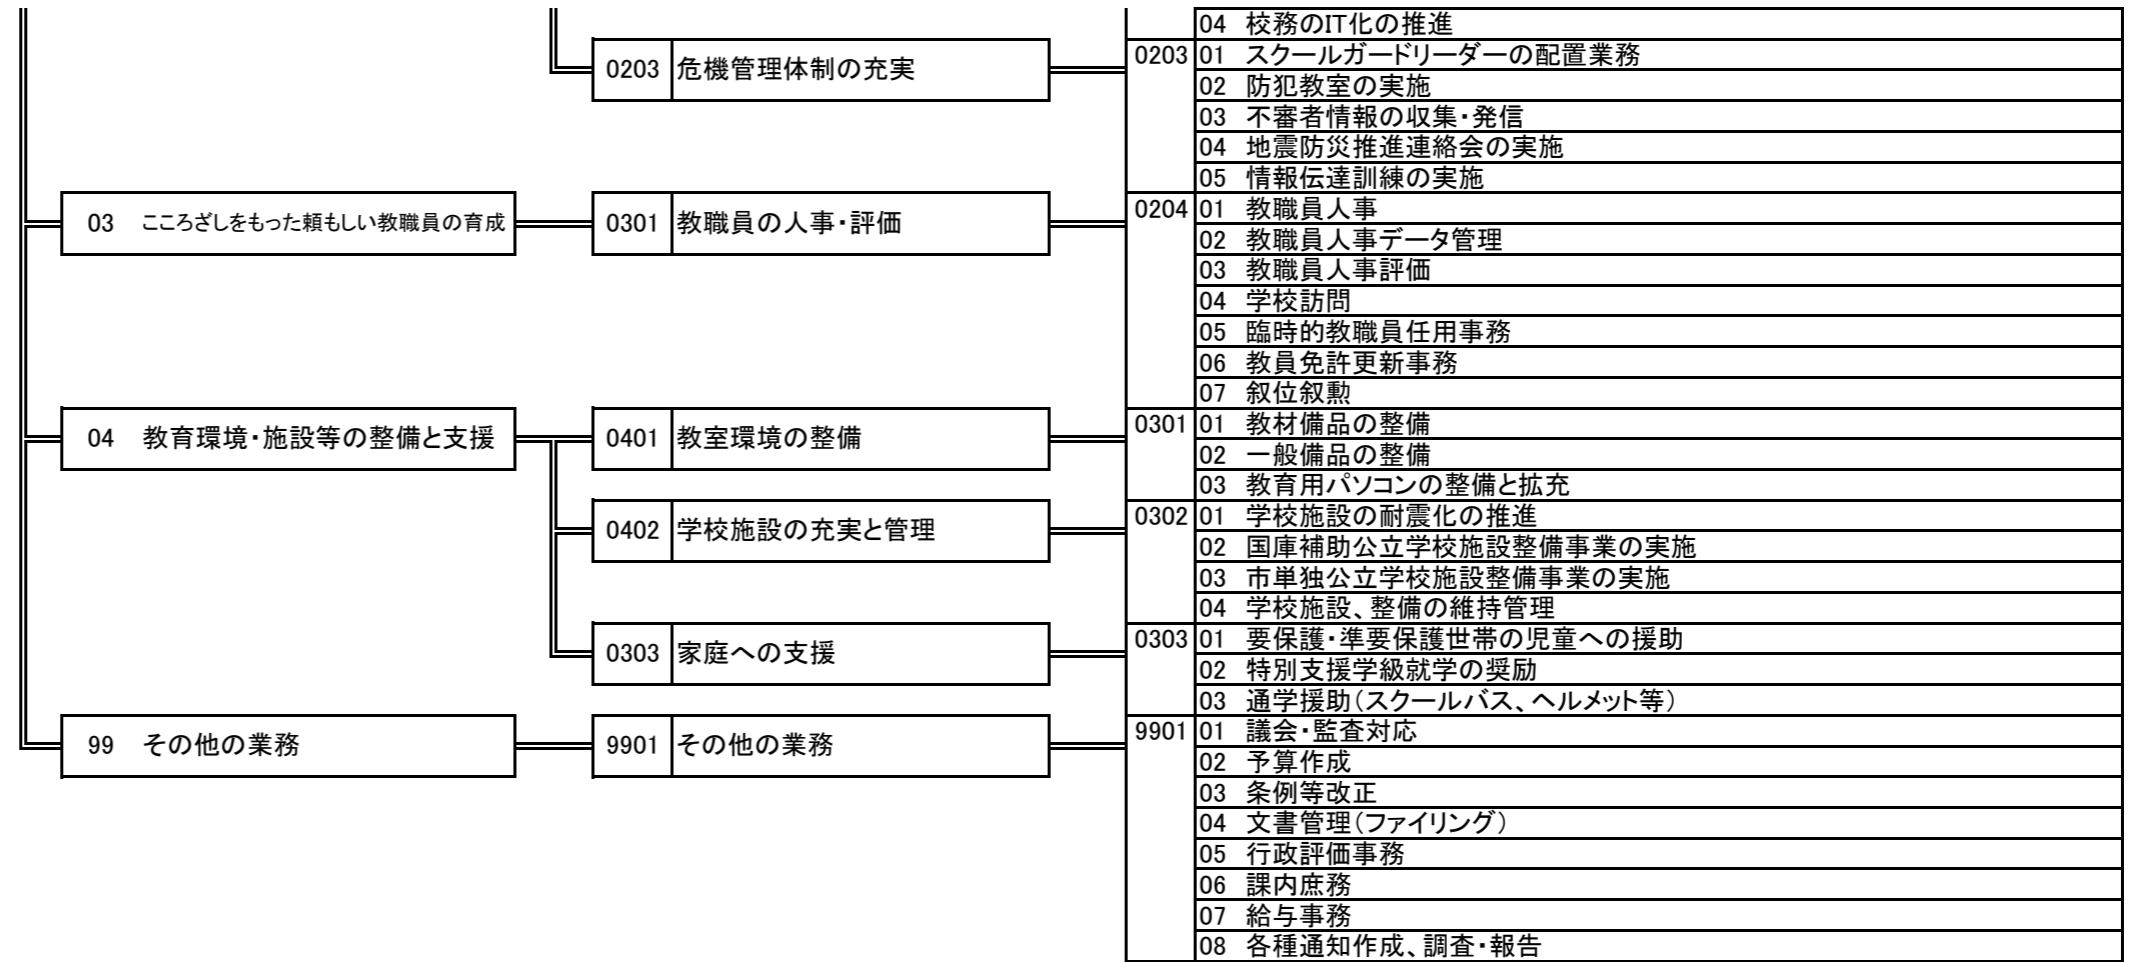 04 校務のIT化の推進
0203 危機管理体制の充実 0203 01 スクールガードリーダーの配置業務
02 防犯教室の実施
03 不審者情報の収集・発信
04 地震防災推進連絡会の実施
05 情報伝達訓練の実施
03 こころざしをもった頼もしい教職員の育成 0301 教職員の人事・評価 0204 01 教職員人事
02 教職員人事データ管理
03 教職員人事評価
04 学校訪問
05 臨時的教職員任用事務
06 教員免許更新事務
07 叙位叙勲
04 教育環境・施設等の整備と支援 0401 教室環境の整備 0301 01 教材備品の整備
02 一般備品の整備
03 教育用パソコンの整備と拡充
0402 学校施設の充実と管理 0302 01 学校施設の耐震化の推進
02 国庫補助公立学校施設整備事業の実施
03 市単独公立学校施設整備事業の実施
04 学校施設、整備の維持管理
0303 家庭への支援 0303 01 要保護・準要保護世帯の児童への援助
02 特別支援学級就学の奨励
03 通学援助（スクールバス、ヘルメット等）
99 その他の業務 9901 その他の業務 9901 01 議会・監査対応
02 予算作成
03 条例等改正
04 文書管理（ファイリング）
05 行政評価事務
06 課内庶務
07 給与事務
08 各種通知作成、調査・報告